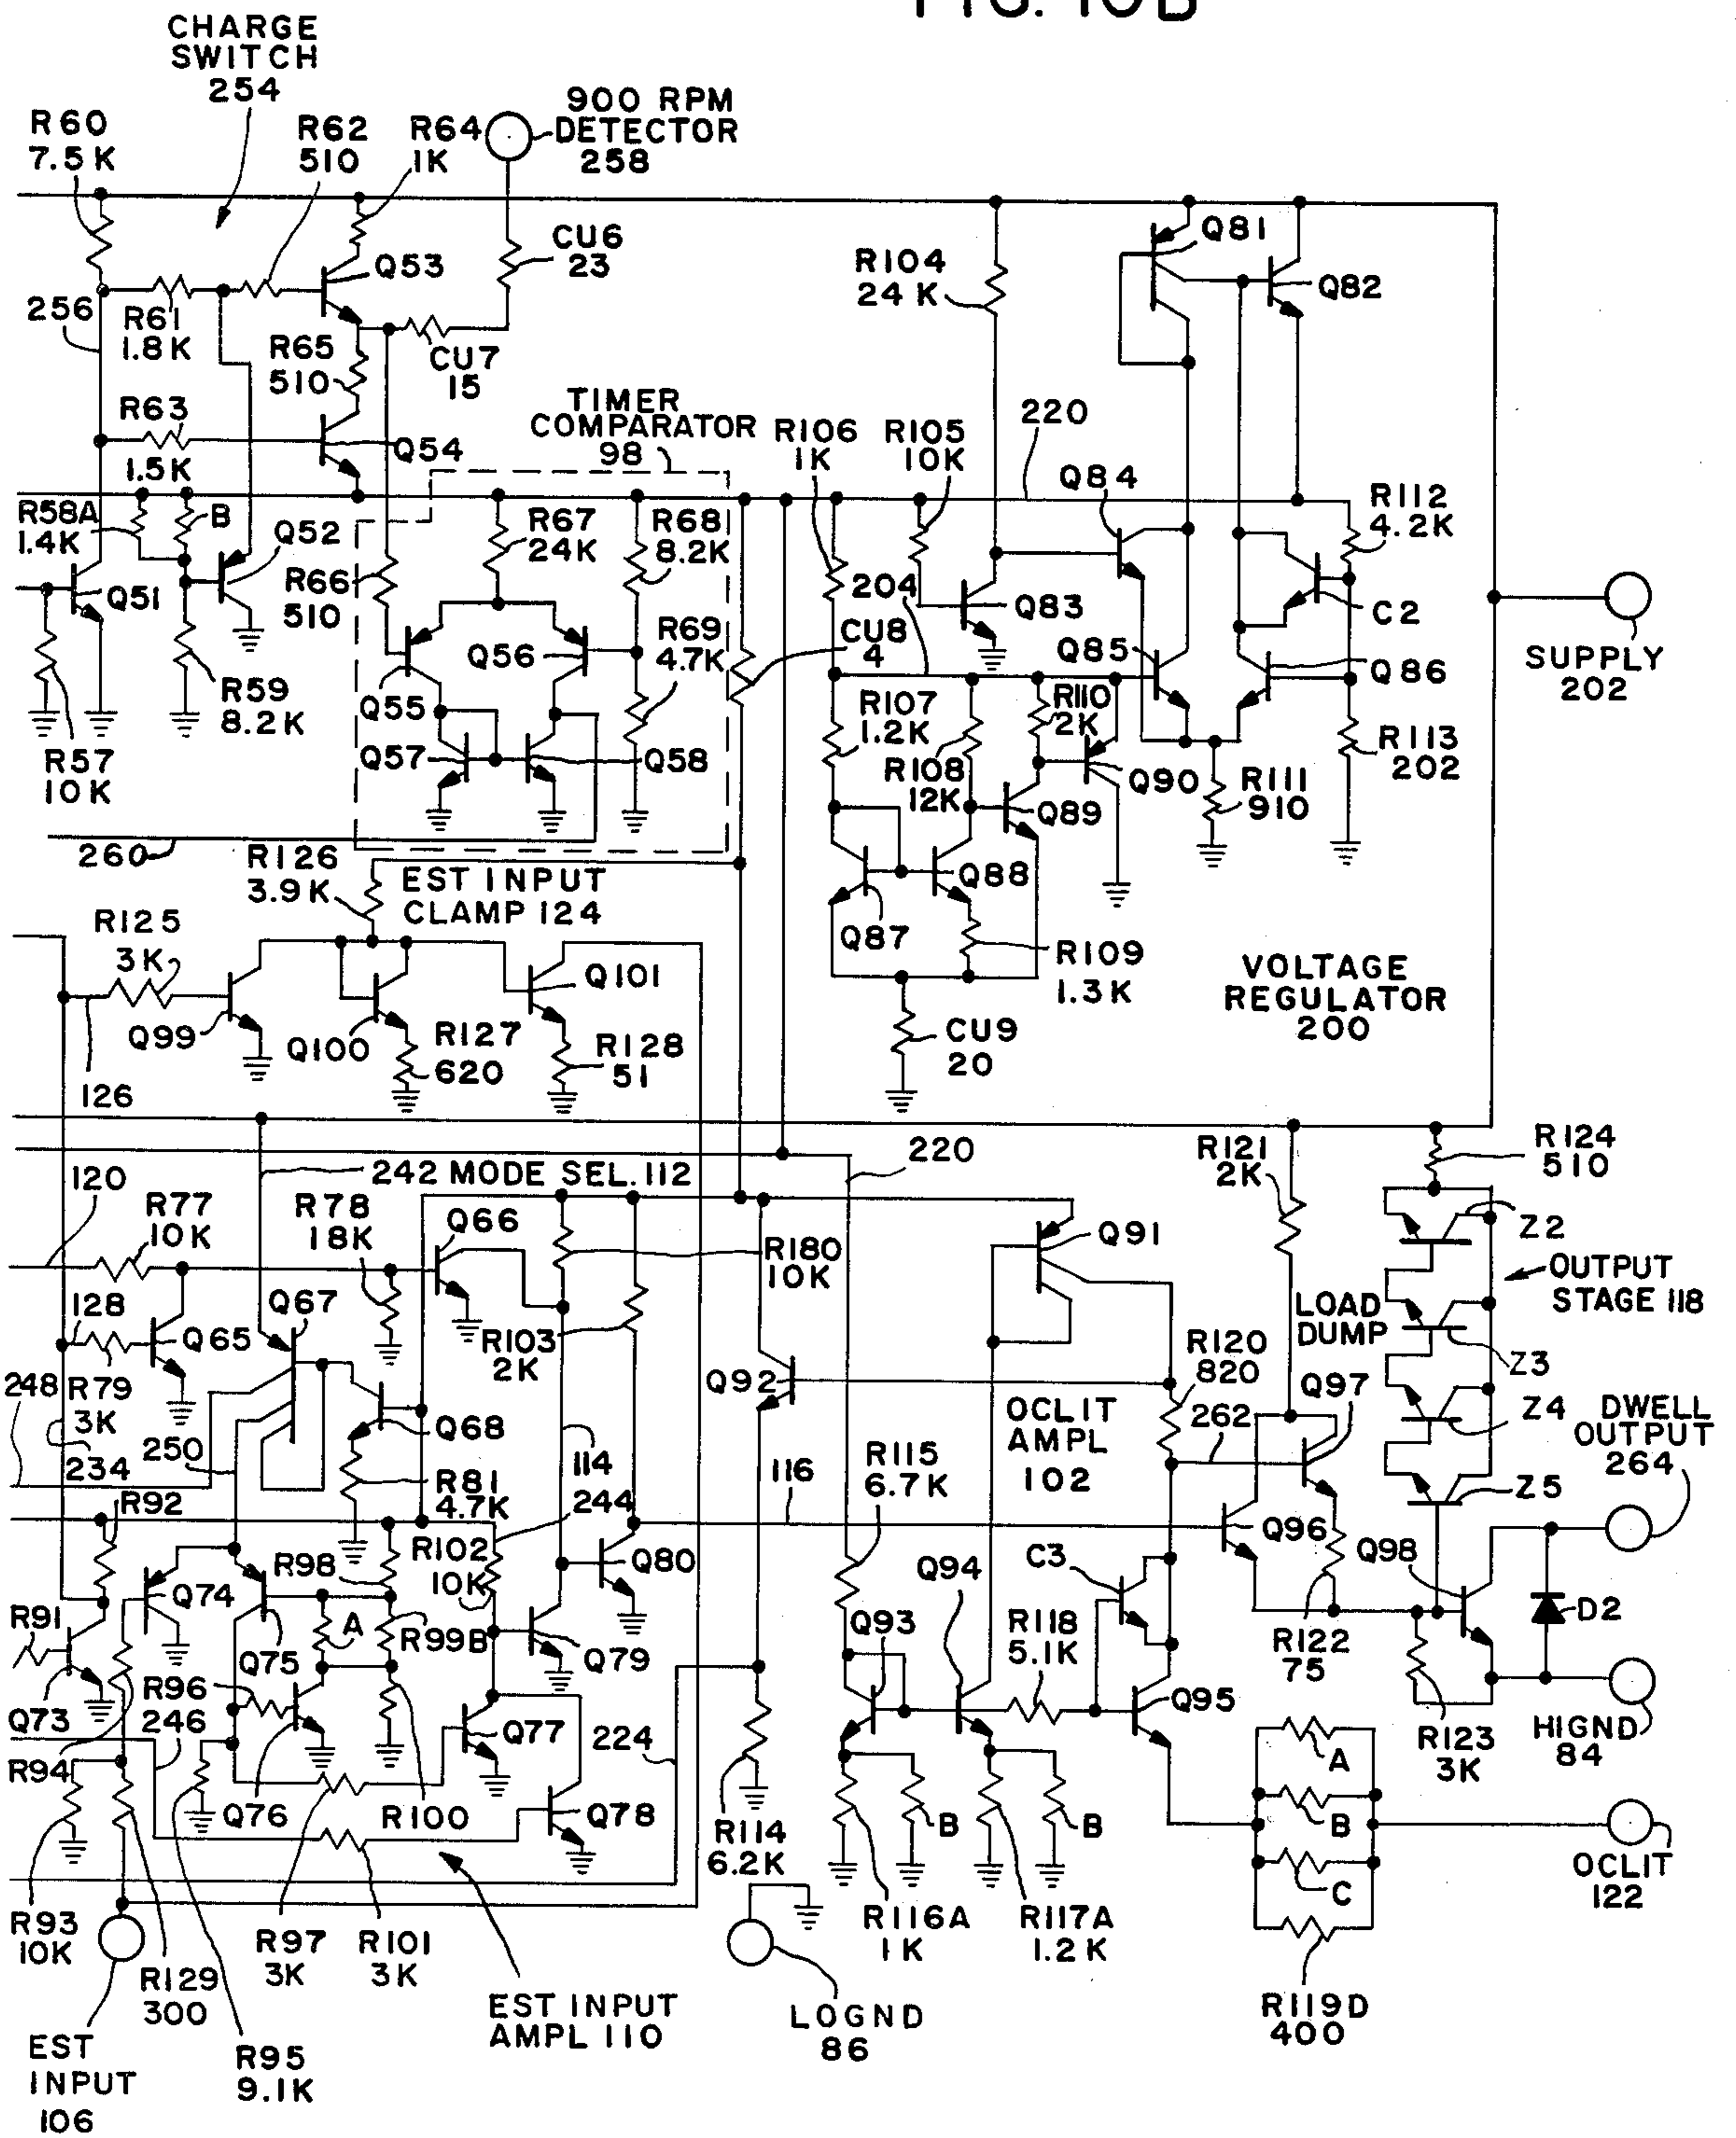 FIG. 10B
CHARGE
SWITCH
254
R60
7.5K
R62
510
R64
1K
900 RPM
DETECTOR
258
CU6
23
Q53
256
R61
1.8K
R65
510
CU7
15
R63
1.5K
Q54
TIMER
COMPARATOR
98
R58A
1.4K
B
Q52
Q51
R57
10K
R59
8.2K
R66
510
R67
24K
R68
8.2K
R69
4.7K
Q55
Q56
Q57
Q58
260
CU8
4
R106
1K
R105
10K
R104
24K
220
Q81
Q82
Q84
R112
4.2K
204
Q83
C2
Q85
Q86
SUPPLY
202
R107
1.2K
R110
2K
R108
12K
Q90
Q89
R111
910
R113
202
Q88
Q87
R109
1.3K
CU9
20
VOLTAGE
REGULATOR
200
R126
3.9K
EST INPUT
CLAMP 124
R125
3K
Q99
Q100
Q101
R127
620
R128
51
126
120
242
MODE SEL. 112
220
R121
2K
R124
510
R77
10K
R78
18K
Q66
R180
10K
Q91
Z2
OUTPUT
STAGE 118
128
Q67
Q65
R103
2K
LOAD
DUMP
Z3
248
R79
3K
Q68
Q92
R120
820
Q97
OCLIT
AMPL
102
262
Z4
DWELL
OUTPUT
264
234
250
R81
4.7K
114
244
116
R115
6.7K
Z5
R92
R102
10K
Q80
Q96
Q98
R98
Q74
A
R99B
C3
Q94
D2
R91
Q75
Q79
Q93
R118
5.1K
R122
75
Q73
R96
246
Q77
224
Q95
R123
3K
HIGND
84
R94
Q76
R100
Q78
R114
6.2K
B
B
A
B
C
OCLIT
122
R93
10K
R129
300
R97
3K
R101
3K
R116A
1K
R117A
1.2K
R119D
400
EST
INPUT
106
R95
9.1K
EST INPUT
AMPL 110
LOGND
86